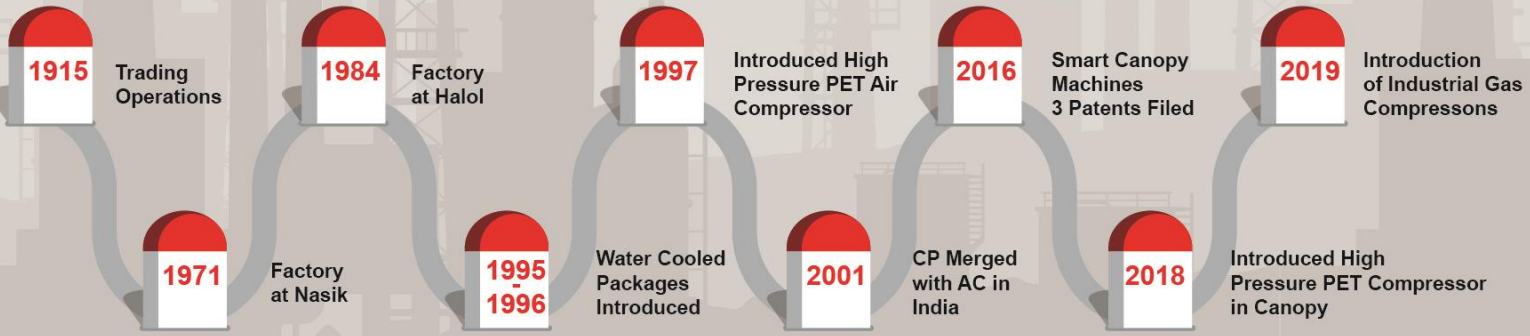 1915
Trading
Operations
1971
Factory
at Nasik
1984
Factory
at Halol
1995
-
1996
Water Cooled
Packages
Introduced
1997
Introduced High
Pressure PET Air
Compressor
2001
CP Merged
with AC in
India
2016
Smart Canopy
Machines
3 Patents Filed
2018
Introduced High
Pressure PET Compressor
in Canopy
2019
Introduction
of Industrial Gas
Compressons